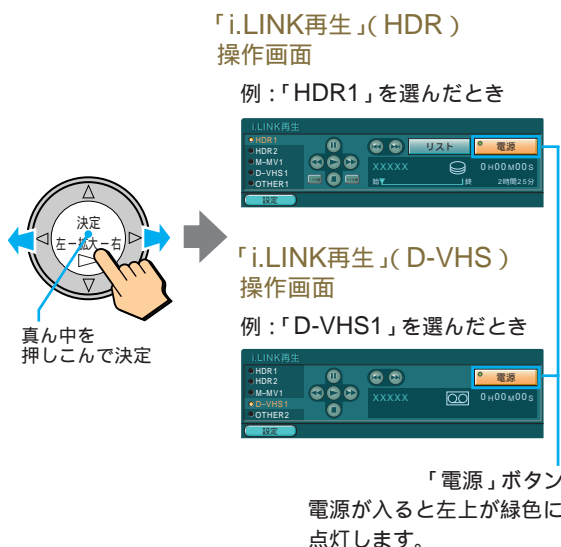 「i.LINK再生」(HDR)
操作画面
例:「HDR1」を選んだとき
i.LINK再生
HDR1
HDR2
M-MV1
D-VHS1
OTHER1
リスト
電源
XXXXX
0H00M00S
始
終
2時間25分
設定
決定
左−拡大−右
真ん中を
押しこんで決定
「i.LINK再生」(D-VHS)
操作画面
例:「D-VHS1」を選んだとき
i.LINK再生
HDR1
HDR2
M-MV1
D-VHS1
OTHER2
電源
XXXXX
0H00M00S
設定
「電源」ボタン
電源が入ると左上が緑色に
点灯します。